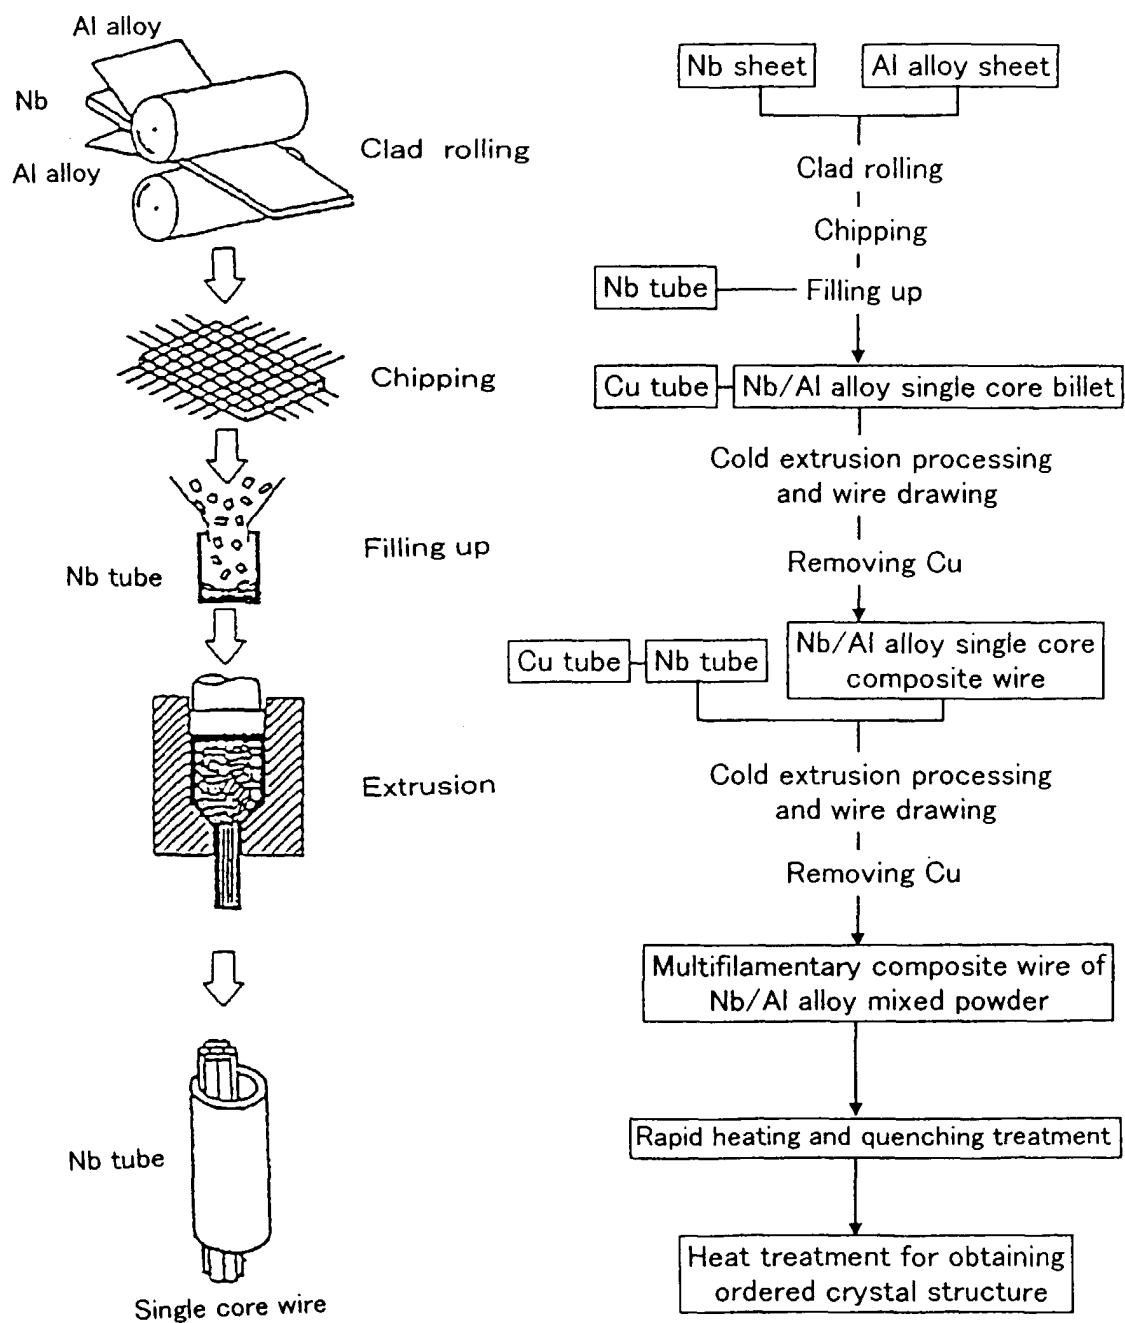 Al alloy
Nb
Al alloy
Clad rolling
Chipping
Filling up
Nb tube
Extrusion
Nb tube
Single core wire
Nb sheet
Al alloy sheet
Clad rolling
Chipping
Nb tube
Filling up
Cu tube
Nb/Al alloy single core billet
Cold extrusion processing
and wire drawing
Removing Cu
Cu tube
Nb tube
Nb/Al alloy single core
composite wire
Cold extrusion processing
and wire drawing
Removing Cu
Multifilamentary composite wire of
Nb/Al alloy mixed powder
Rapid heating and quenching treatment
Heat treatment for obtaining
ordered crystal structure